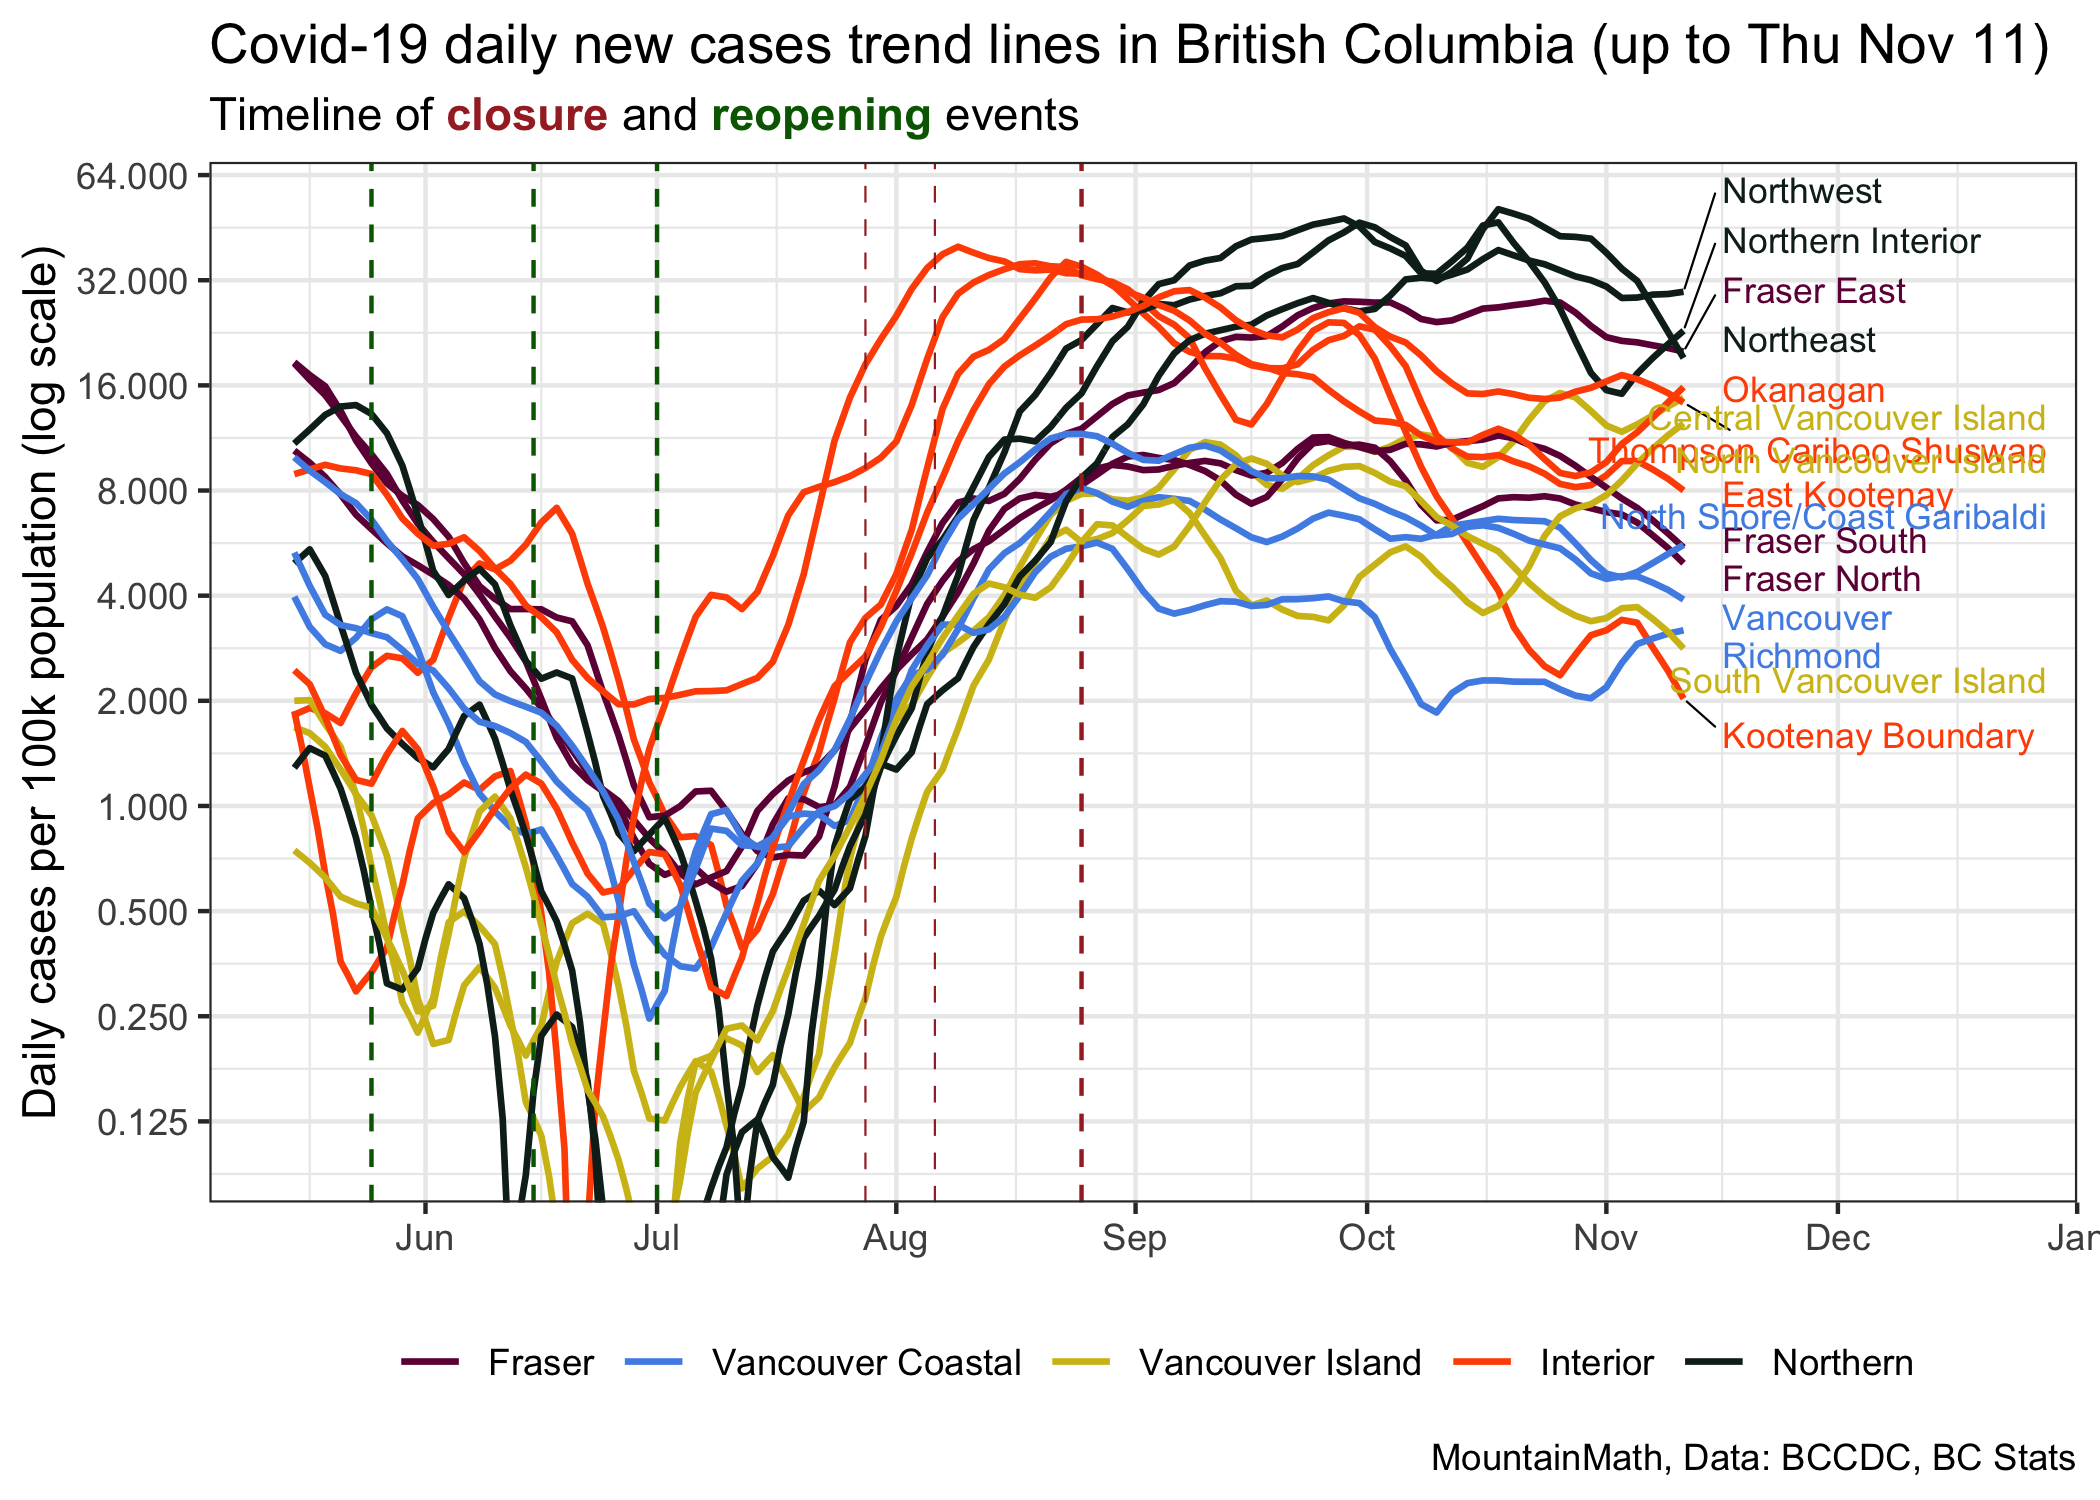 Covid-19 daily new cases trend lines in British Columbia (up to Thu Nov 11)
Timeline of closure and reopening events
Daily cases per 100k population (log scale)
64.000
32.000
16.000
8.000
4.000
2.000
1.000
0.500
0.250
0.125
Northwest
Northern Interior
Fraser East
Northeast
Okanagan
Central Vancouver Island
Thompson Cariboo Shuswap
North Vancouver Island
East Kootenay
North Shore/Coast Garibaldi
Fraser South
Fraser North
Vancouver
Richmond
South Vancouver Island
Kootenay Boundary
Jun Jul Aug Sep Oct Nov Dec Jan
Fraser Vancouver Coastal Vancouver Island Interior Northern
MountainMath, Data: BCCDC, BC Stats